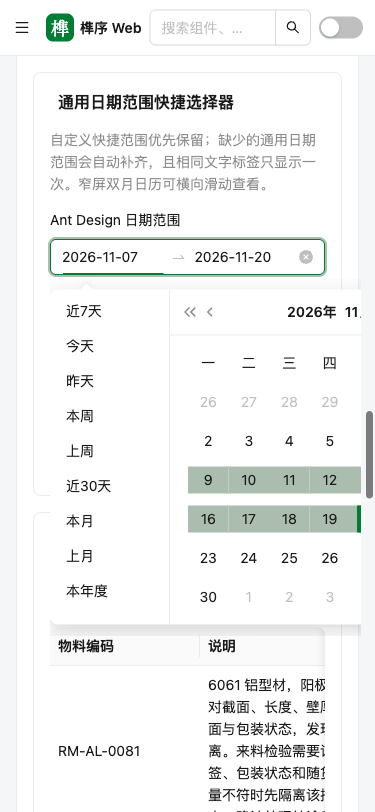 榫
榫序 Web
搜索组件、...
通用日期范围快捷选择器
自定义快捷范围优先保留；缺少的通用日期
范围会自动补齐，且相同文字标签只显示一
次。窄屏双月日历可横向滑动查看。
Ant Design 日期范围
2026-11-07 → 2026-11-20
近7天
今天
昨天
本周
上周
近30天
本月
上月
本年度
2026年 11
一 二 三 四
26 27 28 29
2 3 4 5
9 10 11 12
16 17 18 19
23 24 25 26
30 1 2 3
物料编码 说明
RM-AL-0081
6061 铝型材，阳极
对截面、长度、壁厚
面与包装状态，发现
离。来料检验需要
签、包装状态和随货
量不符时先隔离该批